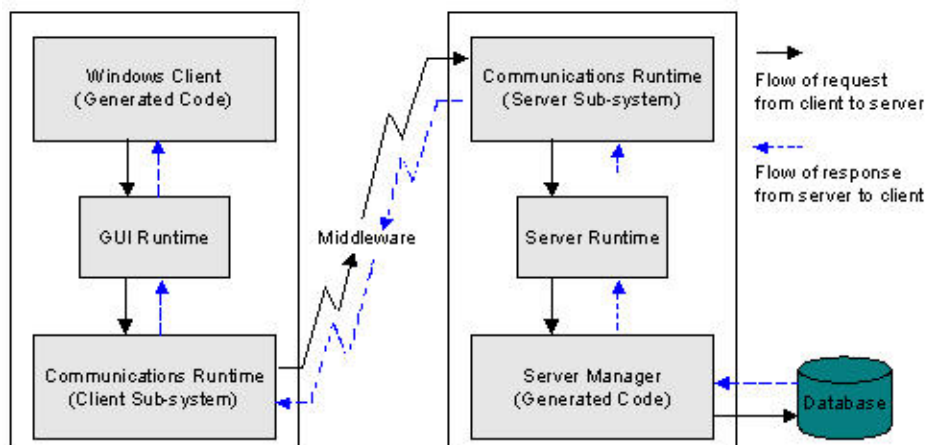 Windows Client
(Generated Code)
GUI Runtime
Communications Runtime
(Client Sub-system)
Middleware
Communications Runtime
(Server Sub-system)
Server Runtime
Server Manager
(Generated Code)
Database
Flow of request
from client to server
Flow of response
from server to client